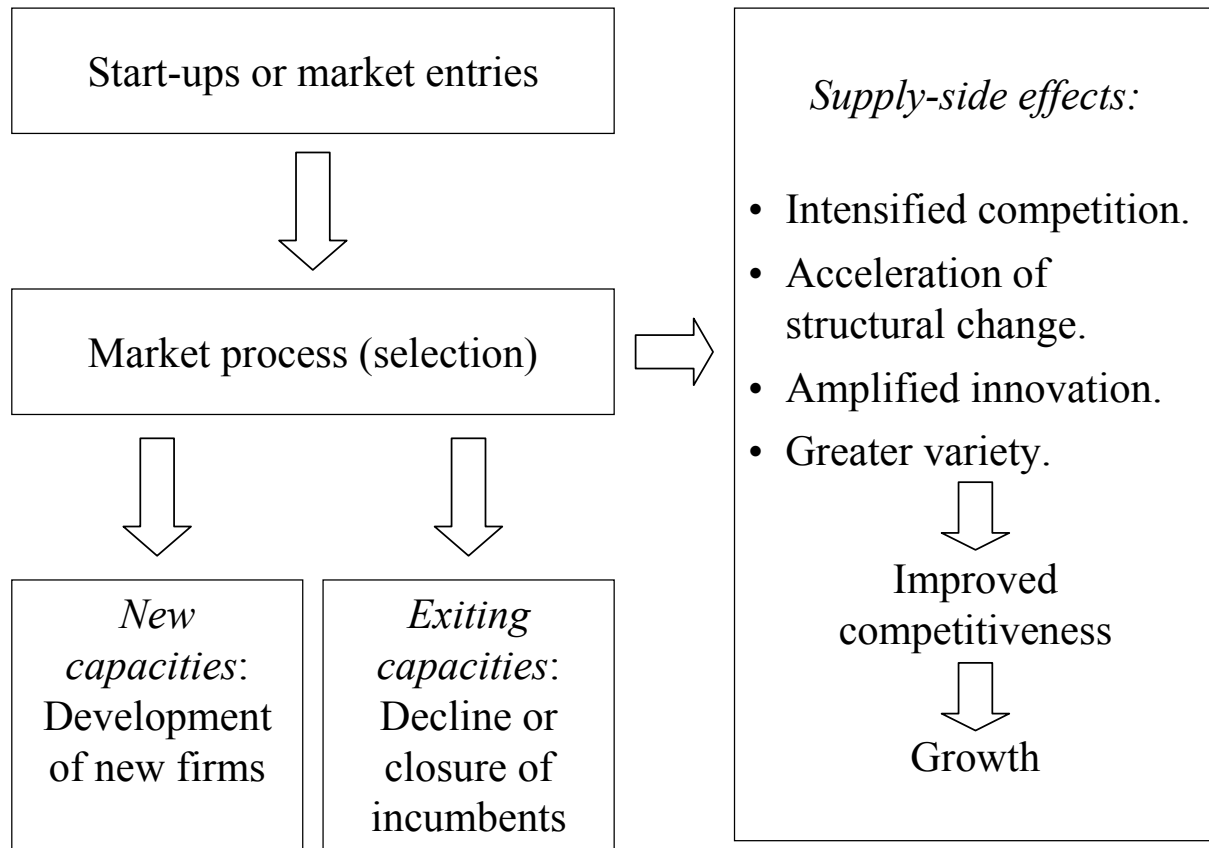 Start-ups or market entries
Market process (selection)
New
capacities:
Development
of new firms
Exiting
capacities:
Decline or
closure of
incumbents
Supply-side effects:
• Intensified competition.
• Acceleration of
structural change.
• Amplified innovation.
• Greater variety.
Improved
competitiveness
Growth